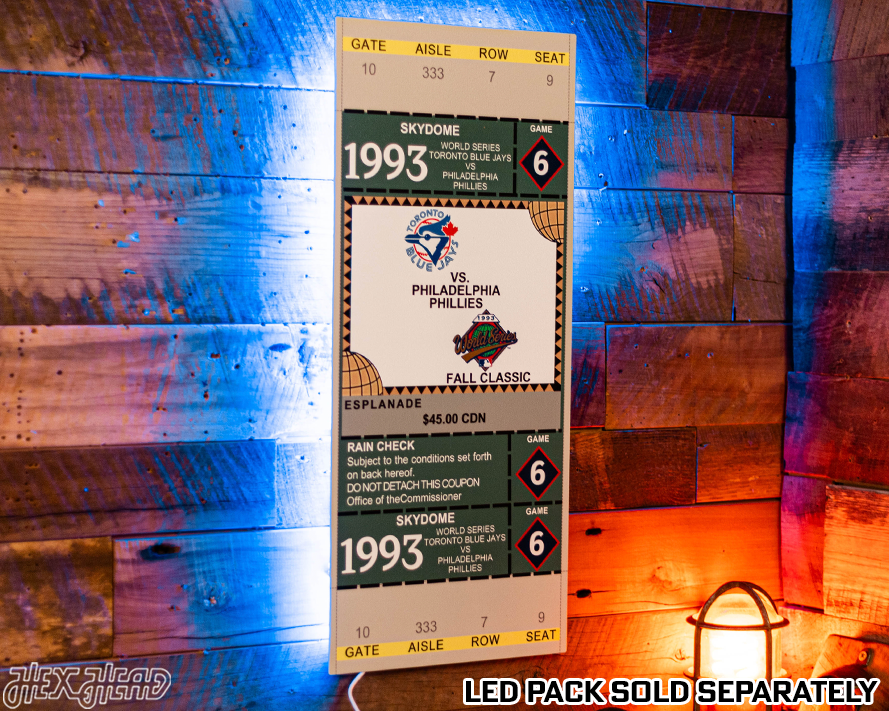 GATE AISLE ROW SEAT
10 333 7 9
SKYDOME
1993
WORLD SERIES
TORONTO BLUE JAYS
VS
PHILADELPHIA
PHILLIES
GAME
6
TORONTO
BLUE JAYS
VS.
PHILADELPHIA
PHILLIES
1993
World Series
FALL CLASSIC
ESPLANADE
$45.00 CDN
RAIN CHECK
Subject to the conditions set forth
on back hereof.
DO NOT DETACH THIS COUPON
Office of theCommissioner
GAME
6
SKYDOME
1993
WORLD SERIES
TORONTO BLUE JAYS
VS
PHILADELPHIA
PHILLIES
GAME
6
10 333 7 9
GATE AISLE ROW SEAT
HEX HEAD
LED PACK SOLD SEPARATELY